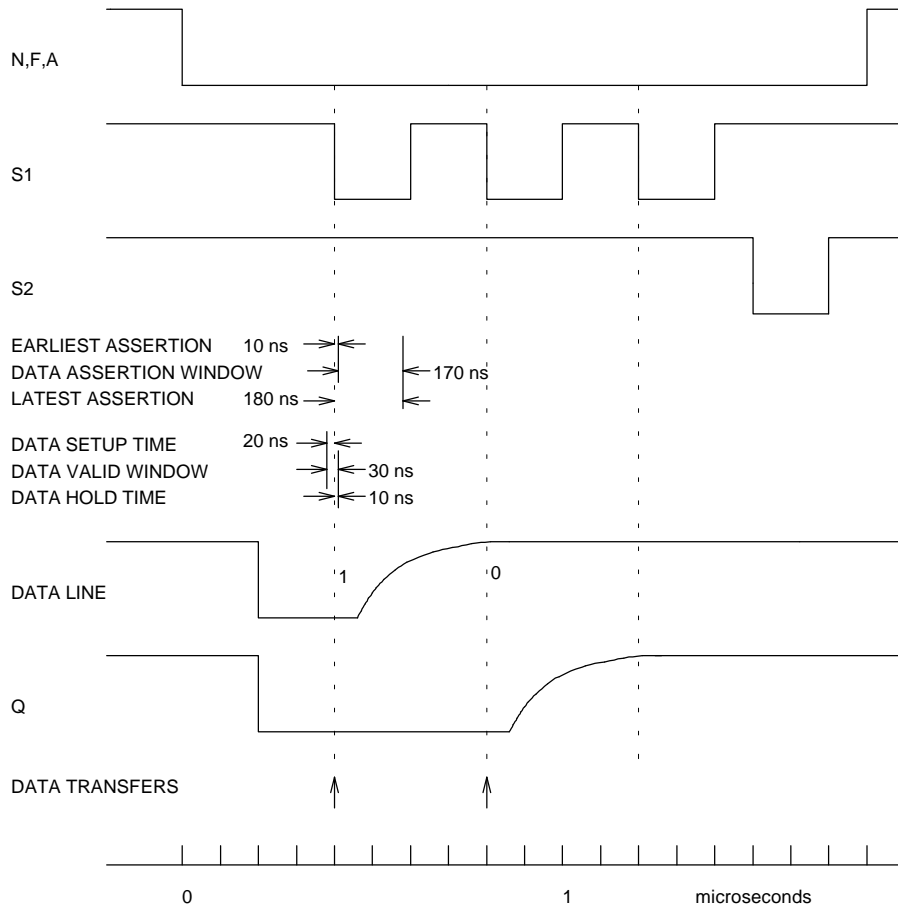 N,F,A
S1
S2
EARLIEST ASSERTION 10 ns
DATA ASSERTION WINDOW 170 ns
LATEST ASSERTION 180 ns
DATA SETUP TIME 20 ns
DATA VALID WINDOW 30 ns
DATA HOLD TIME 10 ns
1 0
DATA LINE
Q
DATA TRANSFERS
0 1 microseconds